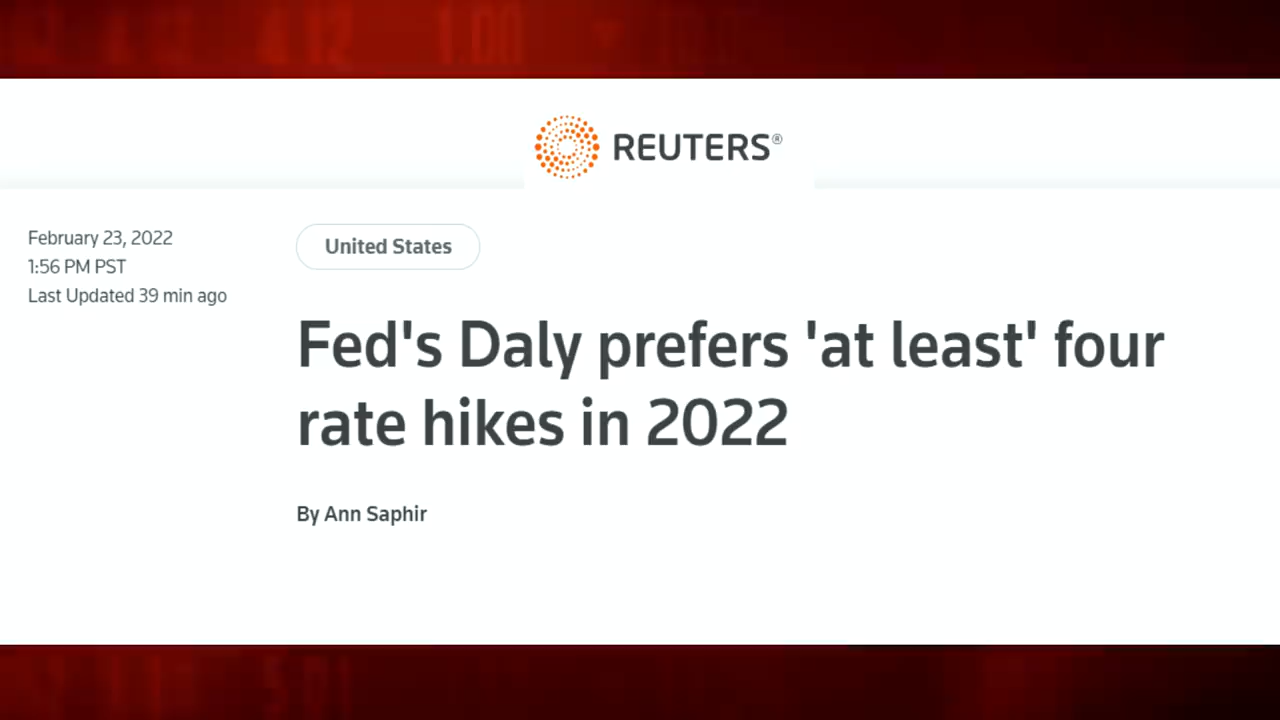 REUTERS®
February 23, 2022
1:56 PM PST
Last Updated 39 min ago
United States
Fed's Daly prefers 'at least' four
rate hikes in 2022
By Ann Saphir